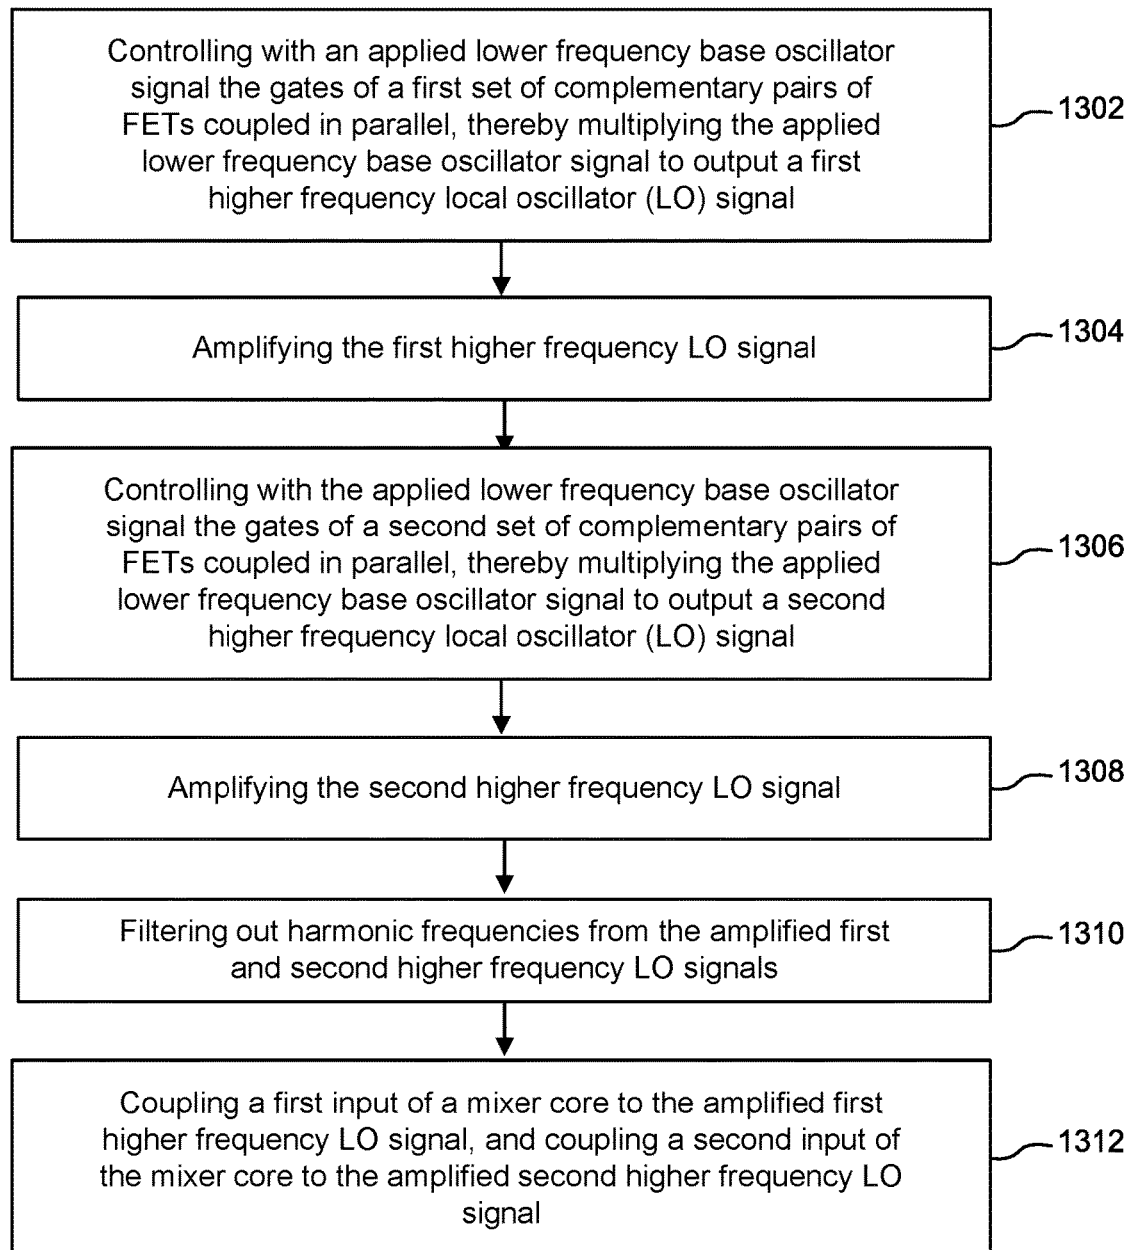 Controlling with an applied lower frequency base oscillator
signal the gates of a first set of complementary pairs of
FETs coupled in parallel, thereby multiplying the applied
lower frequency base oscillator signal to output a first
higher frequency local oscillator (LO) signal
1302
Amplifying the first higher frequency LO signal
1304
Controlling with the applied lower frequency base oscillator
signal the gates of a second set of complementary pairs of
FETs coupled in parallel, thereby multiplying the applied
lower frequency base oscillator signal to output a second
higher frequency local oscillator (LO) signal
1306
Amplifying the second higher frequency LO signal
1308
Filtering out harmonic frequencies from the amplified first
and second higher frequency LO signals
1310
Coupling a first input of a mixer core to the amplified first
higher frequency LO signal, and coupling a second input of
the mixer core to the amplified second higher frequency LO
signal
1312